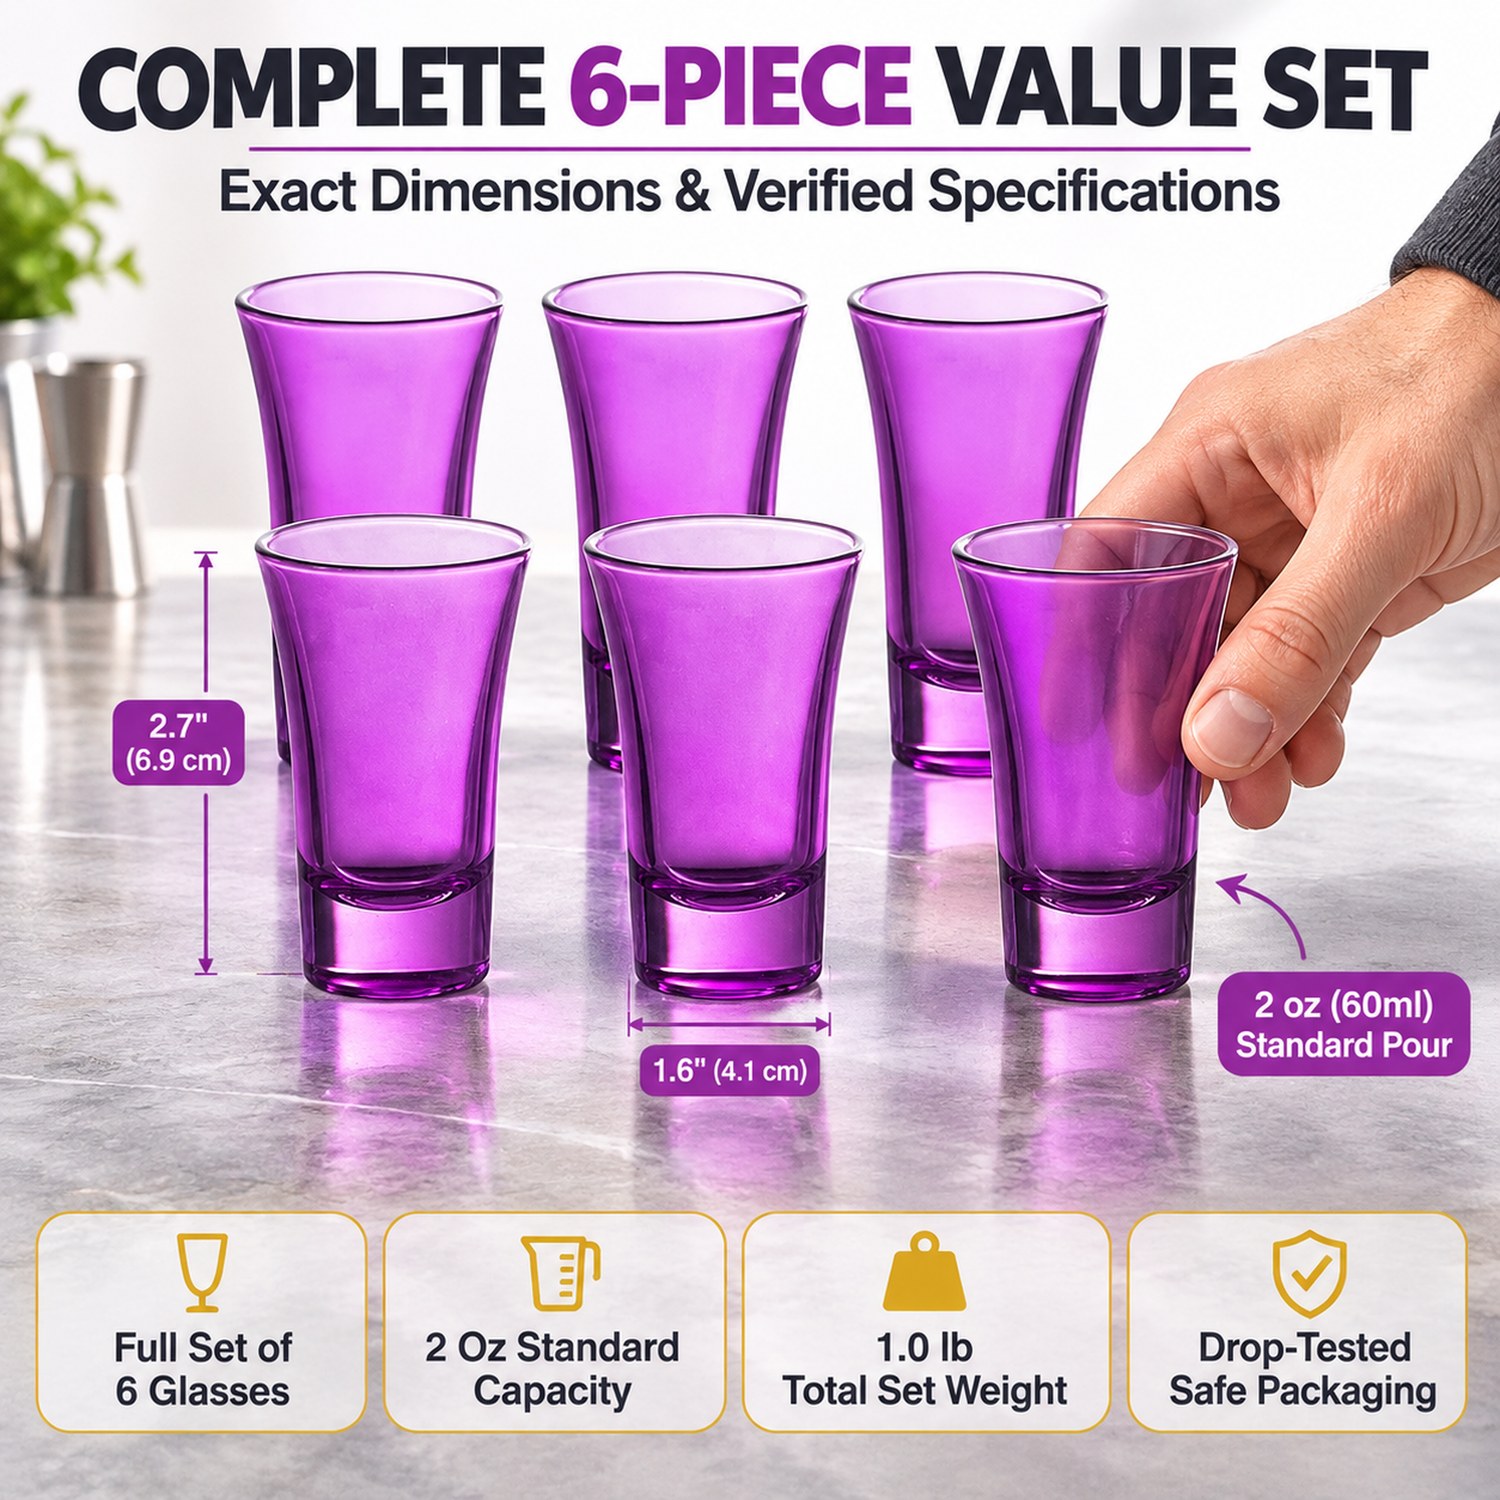 COMPLETE 6-PIECE VALUE SET
Exact Dimensions & Verified Specifications
2.7"
(6.9 cm)
1.6" (4.1 cm)
2 oz (60ml)
Standard Pour
Full Set of
6 Glasses
2 Oz Standard
Capacity
1.0 lb
Total Set Weight
Drop-Tested
Safe Packaging